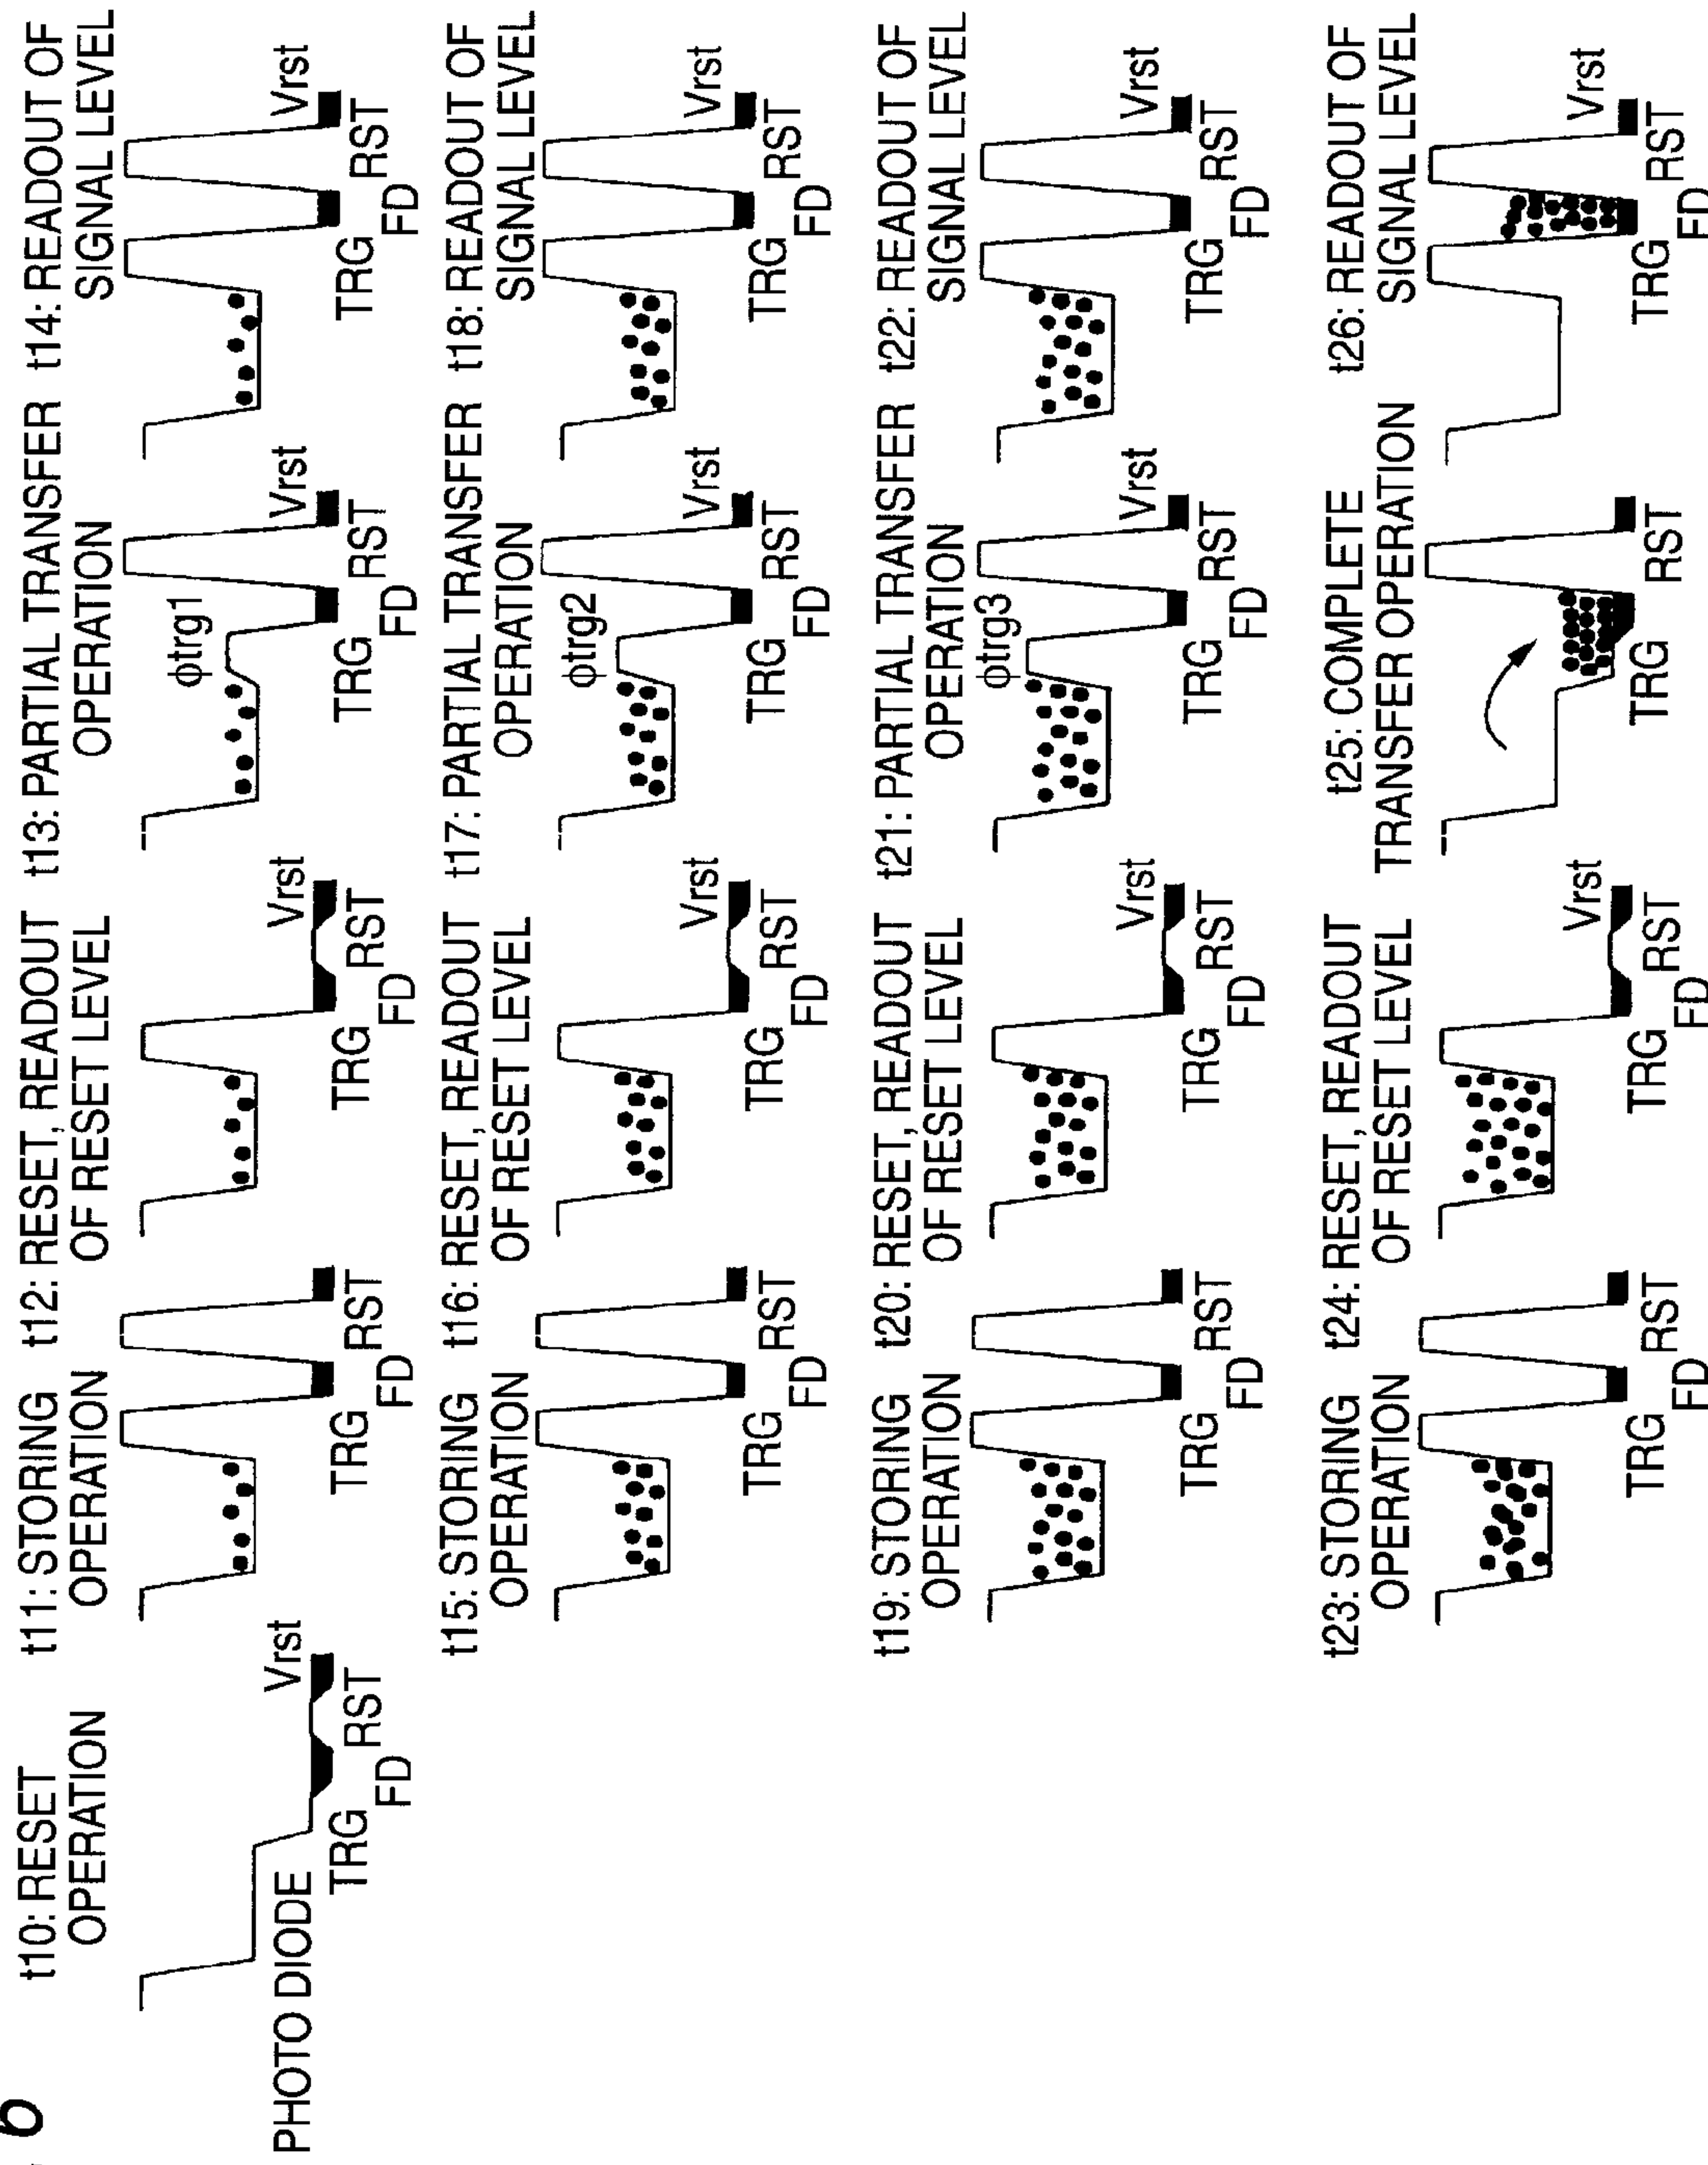 6
t10: RESET
OPERATION
PHOTO DIODE
TRG
FD
RST
Vrst
t11: STORING
OPERATION
TRG
FD
RST
t12: RESET, READOUT
OF RESET LEVEL
TRG
FD
RST
Vrst
t13: PARTIAL TRANSFER
OPERATION
ϕtrg1
TRG
FD
RST
Vrst
t14: READOUT OF
SIGNAL LEVEL
TRG
FD
RST
Vrst
t15: STORING
OPERATION
TRG
FD
RST
t16: RESET, READOUT
OF RESET LEVEL
TRG
FD
RST
Vrst
t17: PARTIAL TRANSFER
OPERATION
ϕtrg2
TRG
FD
RST
Vrst
t18: READOUT OF
SIGNAL LEVEL
TRG
FD
RST
Vrst
t19: STORING
OPERATION
TRG
FD
RST
t20: RESET, READOUT
OF RESET LEVEL
TRG
FD
RST
Vrst
t21: PARTIAL TRANSFER
OPERATION
ϕtrg3
TRG
FD
RST
Vrst
t22: READOUT OF
SIGNAL LEVEL
TRG
FD
RST
Vrst
t23: STORING
OPERATION
TRG
FD
RST
t24: RESET, READOUT
OF RESET LEVEL
TRG
FD
RST
Vrst
t25: COMPLETE
TRANSFER OPERATION
TRG
RST
t26: READOUT OF
SIGNAL LEVEL
TRG
FD
RST
Vrst